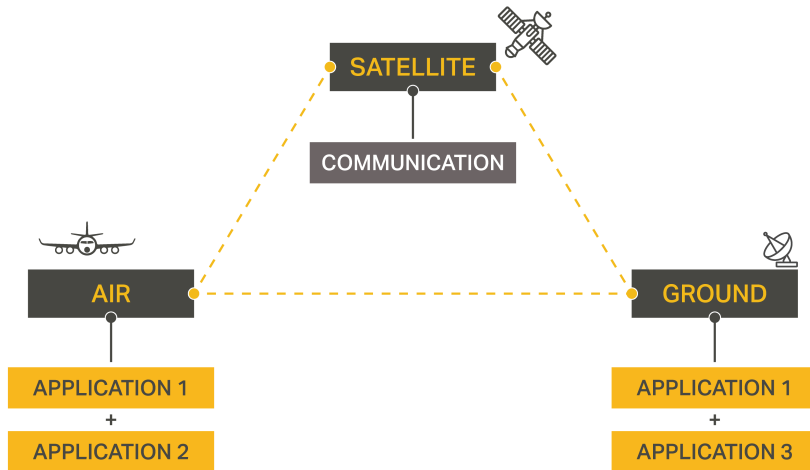 SATELLITE
COMMUNICATION
AIR
GROUND
APPLICATION 1
+
APPLICATION 2
APPLICATION 1
+
APPLICATION 3